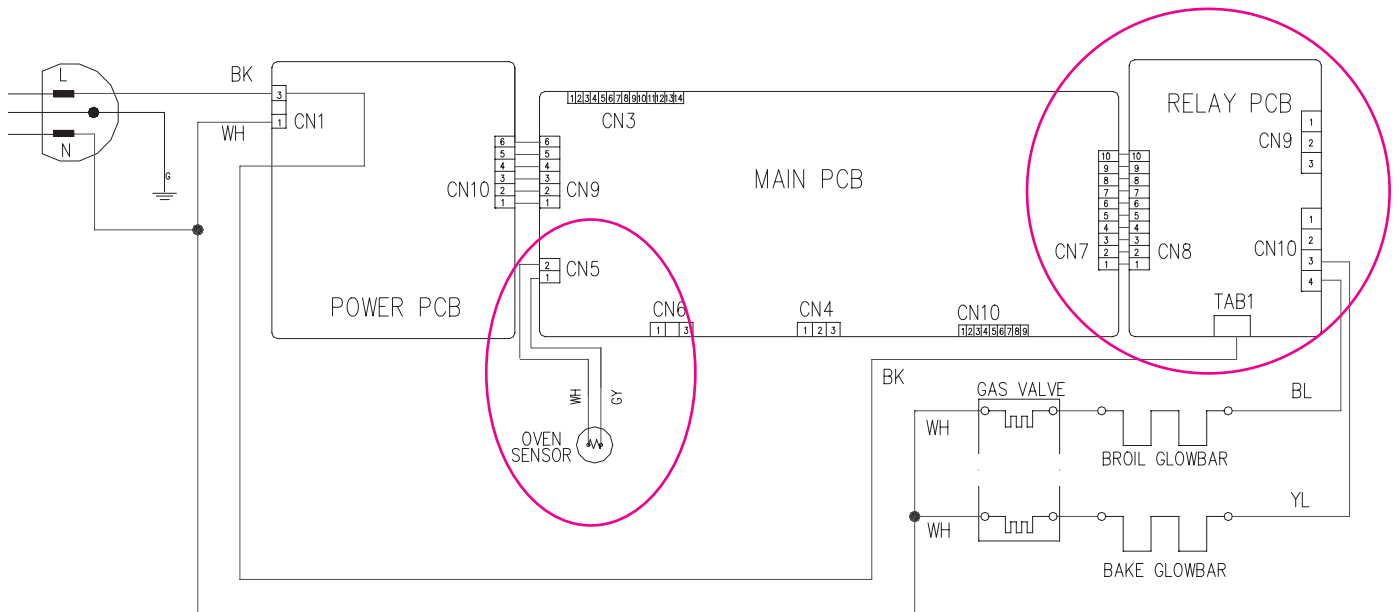 L
BK
3
1
CN1
WH
N
G
POWER PCB
6
5
4
3
2
1
CN10
6
5
4
3
2
1
CN9
1 2 3 4 5 6 7 8 9 10 11 12 13 14
CN3
MAIN PCB
2
1
CN5
CN6
1 3
CN4
1 2 3
CN10
1 2 3 4 5 6 7 8 9
10
9
8
7
6
5
4
3
2
1
CN7
10
9
8
7
6
5
4
3
2
1
CN8
RELAY PCB
CN9
1
2
3
CN10
1
2
3
4
TAB1
WH
GY
OVEN
SENSOR
BK
GAS VALVE
WH
BROIL GLOWBAR
BL
WH
BAKE GLOWBAR
YL